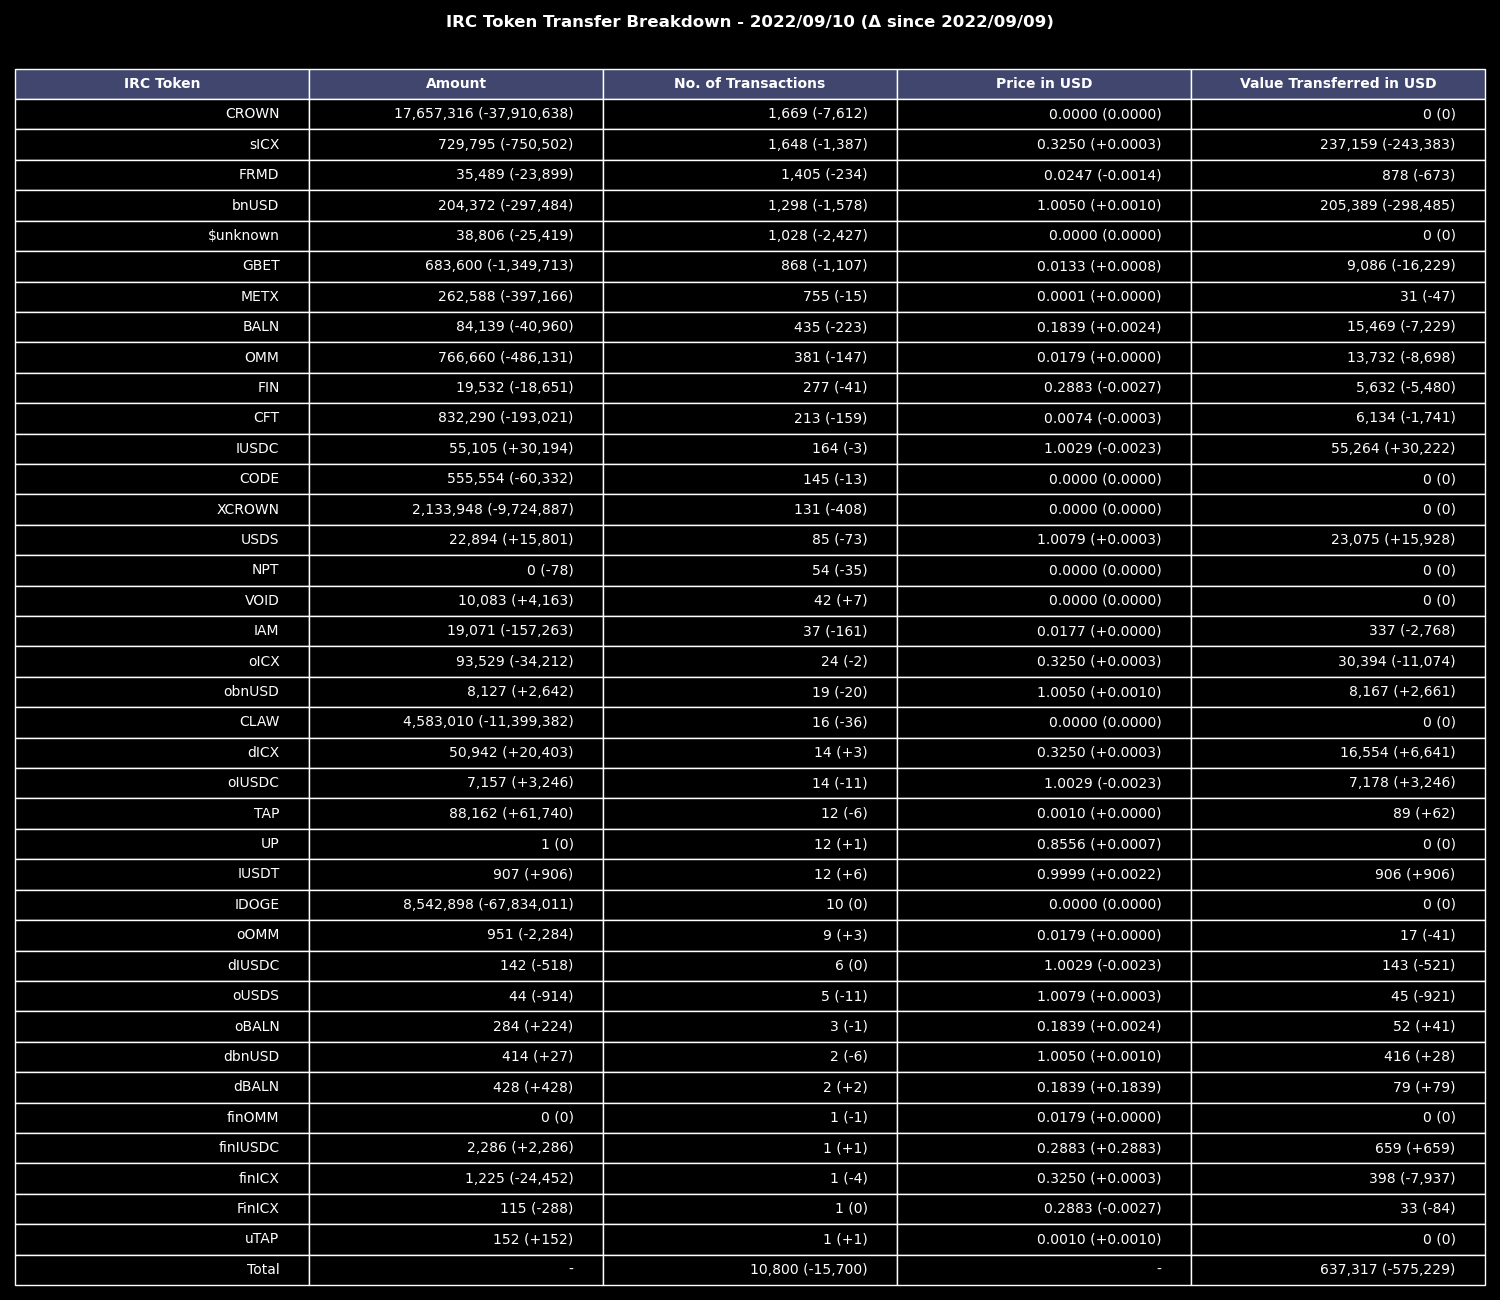 IRC Token Transfer Breakdown - 2022/09/10 (Δ since 2022/09/09)
IRC Token Amount No. of Transactions Price in USD Value Transferred in USD
CROWN 17,657,316 (-37,910,638) 1,669 (-7,612) 0.0000 (0.0000) 0 (0)
sICX 729,795 (-750,502) 1,648 (-1,387) 0.3250 (+0.0003) 237,159 (-243,383)
FRMD 35,489 (-23,899) 1,405 (-234) 0.0247 (-0.0014) 878 (-673)
bnUSD 204,372 (-297,484) 1,298 (-1,578) 1.0050 (+0.0010) 205,389 (-298,485)
$unknown 38,806 (-25,419) 1,028 (-2,427) 0.0000 (0.0000) 0 (0)
GBET 683,600 (-1,349,713) 868 (-1,107) 0.0133 (+0.0008) 9,086 (-16,229)
METX 262,588 (-397,166) 755 (-15) 0.0001 (+0.0000) 31 (-47)
BALN 84,139 (-40,960) 435 (-223) 0.1839 (+0.0024) 15,469 (-7,229)
OMM 766,660 (-486,131) 381 (-147) 0.0179 (+0.0000) 13,732 (-8,698)
FIN 19,532 (-18,651) 277 (-41) 0.2883 (-0.0027) 5,632 (-5,480)
CFT 832,290 (-193,021) 213 (-159) 0.0074 (-0.0003) 6,134 (-1,741)
IUSDC 55,105 (+30,194) 164 (-3) 1.0029 (-0.0023) 55,264 (+30,222)
CODE 555,554 (-60,332) 145 (-13) 0.0000 (0.0000) 0 (0)
XCROWN 2,133,948 (-9,724,887) 131 (-408) 0.0000 (0.0000) 0 (0)
USDS 22,894 (+15,801) 85 (-73) 1.0079 (+0.0003) 23,075 (+15,928)
NPT 0 (-78) 54 (-35) 0.0000 (0.0000) 0 (0)
VOID 10,083 (+4,163) 42 (+7) 0.0000 (0.0000) 0 (0)
IAM 19,071 (-157,263) 37 (-161) 0.0177 (+0.0000) 337 (-2,768)
oICX 93,529 (-34,212) 24 (-2) 0.3250 (+0.0003) 30,394 (-11,074)
obnUSD 8,127 (+2,642) 19 (-20) 1.0050 (+0.0010) 8,167 (+2,661)
CLAW 4,583,010 (-11,399,382) 16 (-36) 0.0000 (0.0000) 0 (0)
dICX 50,942 (+20,403) 14 (+3) 0.3250 (+0.0003) 16,554 (+6,641)
oIUSDC 7,157 (+3,246) 14 (-11) 1.0029 (-0.0023) 7,178 (+3,246)
TAP 88,162 (+61,740) 12 (-6) 0.0010 (+0.0000) 89 (+62)
UP 1 (0) 12 (+1) 0.8556 (+0.0007) 0 (0)
IUSDT 907 (+906) 12 (+6) 0.9999 (+0.0022) 906 (+906)
IDOGE 8,542,898 (-67,834,011) 10 (0) 0.0000 (0.0000) 0 (0)
oOMM 951 (-2,284) 9 (+3) 0.0179 (+0.0000) 17 (-41)
dIUSDC 142 (-518) 6 (0) 1.0029 (-0.0023) 143 (-521)
oUSDS 44 (-914) 5 (-11) 1.0079 (+0.0003) 45 (-921)
oBALN 284 (+224) 3 (-1) 0.1839 (+0.0024) 52 (+41)
dbnUSD 414 (+27) 2 (-6) 1.0050 (+0.0010) 416 (+28)
dBALN 428 (+428) 2 (+2) 0.1839 (+0.1839) 79 (+79)
finOMM 0 (0) 1 (-1) 0.0179 (+0.0000) 0 (0)
finIUSDC 2,286 (+2,286) 1 (+1) 0.2883 (+0.2883) 659 (+659)
finICX 1,225 (-24,452) 1 (-4) 0.3250 (+0.0003) 398 (-7,937)
FinICX 115 (-288) 1 (0) 0.2883 (-0.0027) 33 (-84)
uTAP 152 (+152) 1 (+1) 0.0010 (+0.0010) 0 (0)
Total - 10,800 (-15,700) - 637,317 (-575,229)